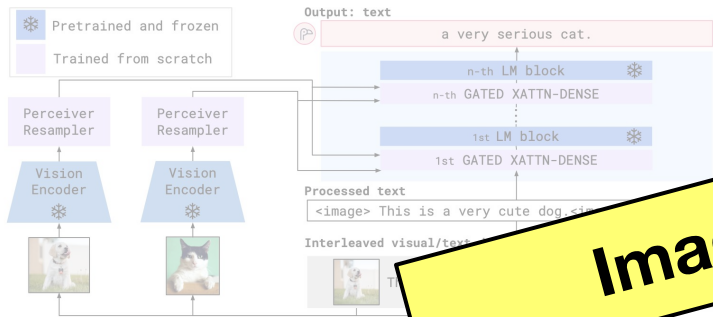 Pretrained and frozen
Trained from scratch
Output: text
a very serious cat.
n-th LM block
n-th GATED XATTN-DENSE
Perceiver
Resampler
Perceiver
Resampler
1st LM block
1st GATED XATTN-DENSE
Vision
Encoder
Vision
Encoder
Processed text
<image> This is a very cute dog.
Interleaved visual/text